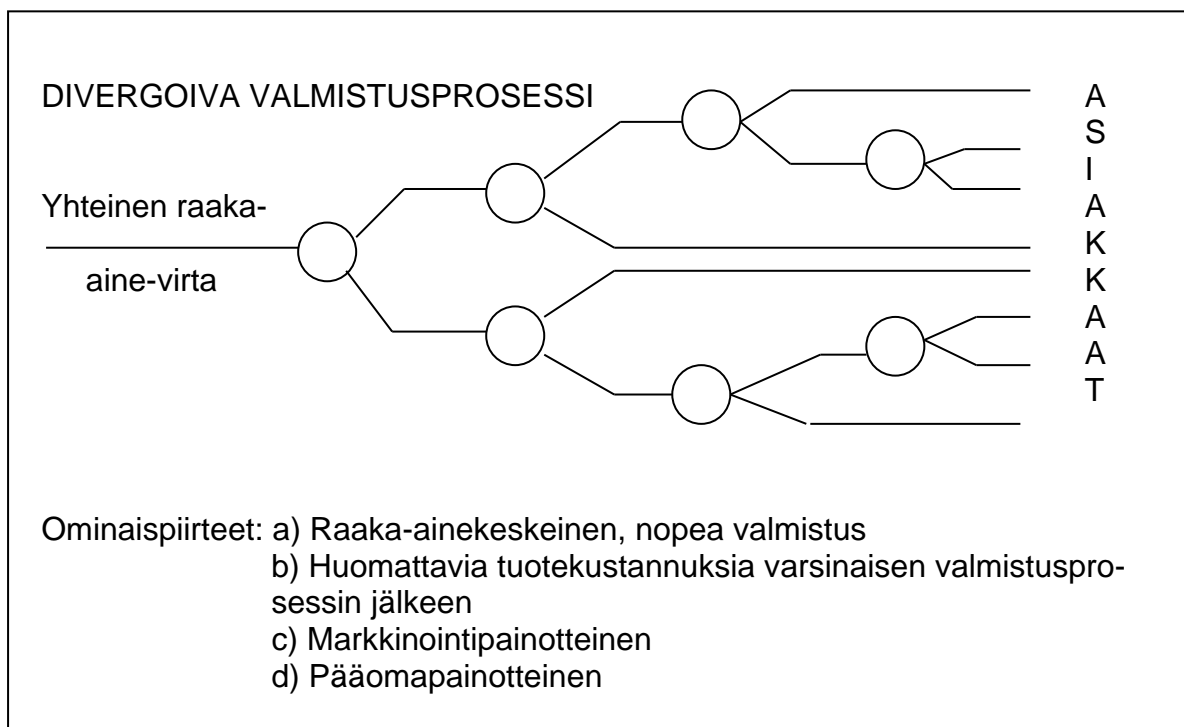 DIVERGOIVA VALMISTUSPROSESSI
Yhteinen raaka-
aine-virta
A
S
I
A
K
K
A
A
T
Ominaispiirteet: a) Raaka-ainekeskeinen, nopea valmistus
b) Huomattavia tuotekustannuksia varsinaisen valmistuspro-
sessin jälkeen
c) Markkinointipainotteinen
d) Pääomapainotteinen